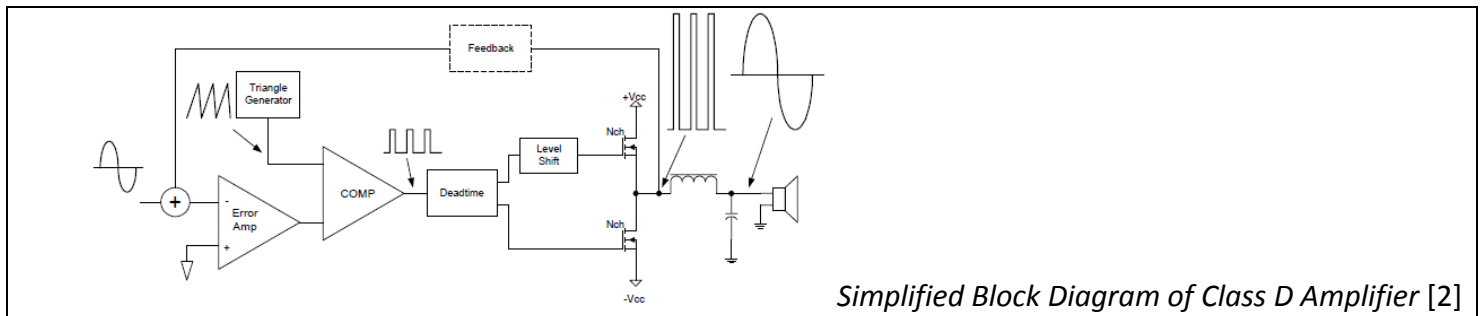 Feedback
Triangle
Generator
+Vcc
Nch
Level
Shift
COMP
Deadtime
+
-
Error
Amp
+
Nch
-Vcc
Simplified Block Diagram of Class D Amplifier [2]